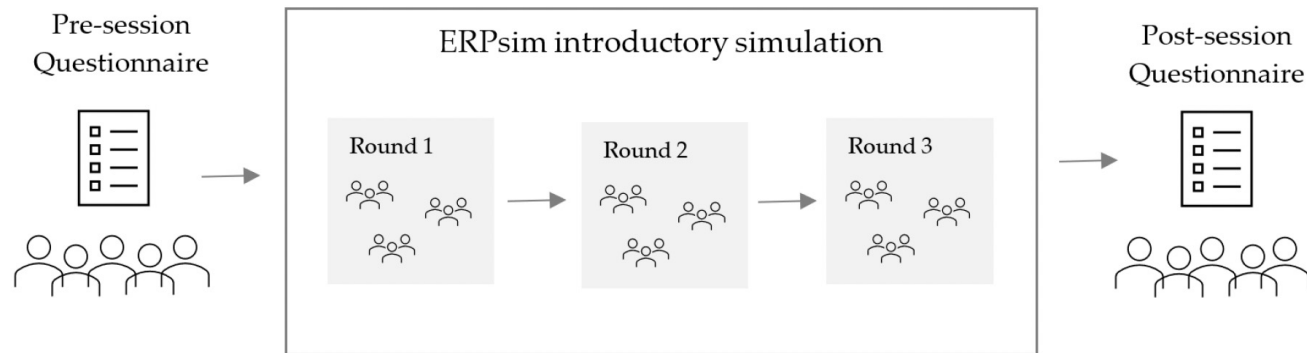 Pre-session
Questionnaire
ERPsim introductory simulation
Round 1
Round 2
Round 3
Post-session
Questionnaire